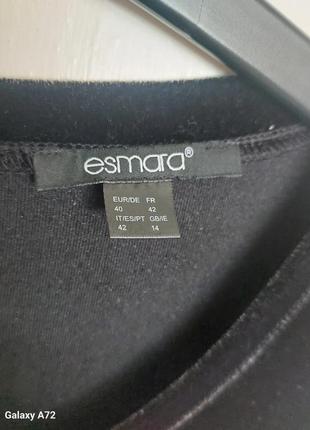 esmara®
EUR/DE FR
40 42
IT/ES/PT GB/IE
42 14
Galaxy A72